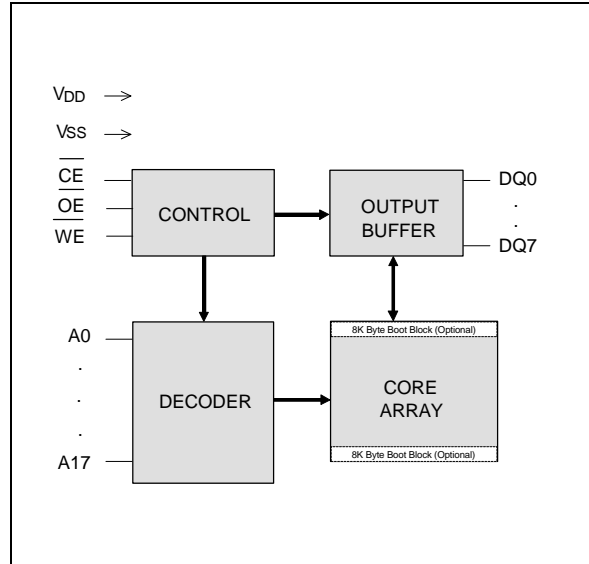 VDD
VSS
CE
OE
WE
CONTROL
OUTPUT
BUFFER
DQ0
.
.
DQ7
A0
.
.
.
A17
DECODER
8K Byte Boot Block (Optional)
CORE
ARRAY
8K Byte Boot Block (Optional)